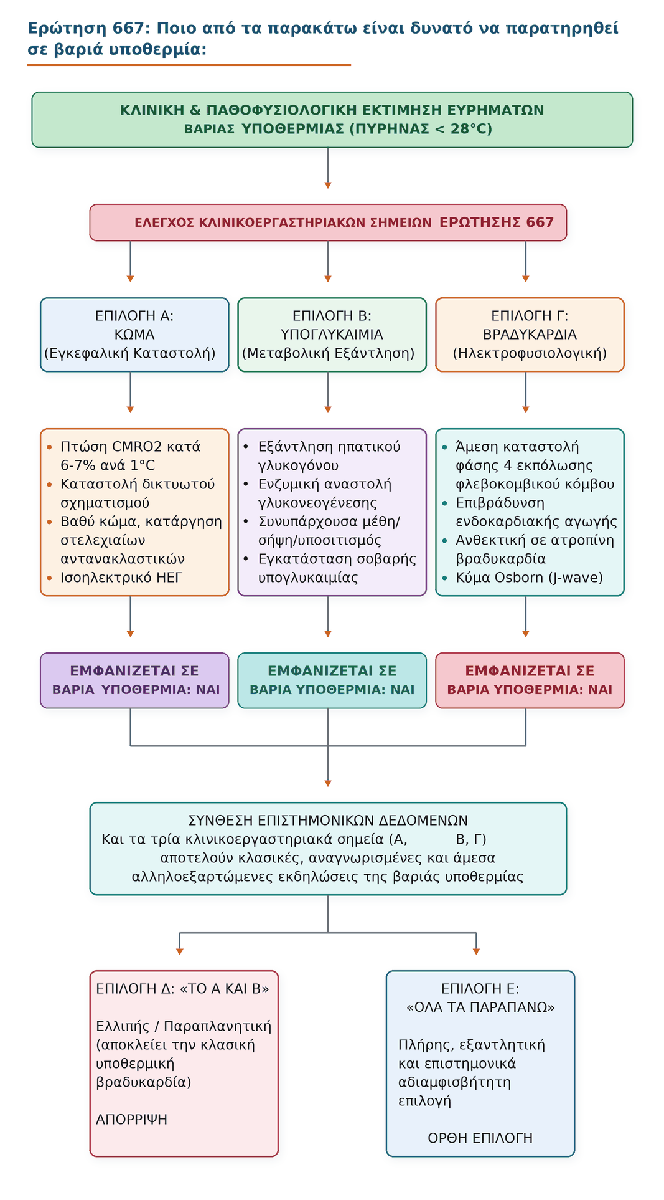 Ερώτηση 667: Ποιο από τα παρακάτω είναι δυνατό να παρατηρηθεί
σε βαριά υποθερμία:
ΚΛΙΝΙΚΗ & ΠΑΘΟΦΥΣΙΟΛΟΓΙΚΗ ΕΚΤΙΜΗΣΗ ΕΥΡΗΜΑΤΩΝ
ΒΑΡΙΑΣ ΥΠΟΘΕΡΜΙΑΣ (ΠΥΡΗΝΑΣ < 28°C)
ΕΛΕΓΧΟΣ ΚΛΙΝΙΚΟΕΡΓΑΣΤΗΡΙΑΚΩΝ ΣΗΜΕΙΩΝ ΕΡΩΤΗΣΗΣ 667
ΕΠΙΛΟΓΗ Α:
ΚΩΜΑ
(Εγκεφαλική Καταστολή)
ΕΠΙΛΟΓΗ Β:
ΥΠΟΓΛΥΚΑΙΜΙΑ
(Μεταβολική Εξάντληση)
ΕΠΙΛΟΓΗ Γ:
ΒΡΑΔΥΚΑΡΔΙΑ
(Ηλεκτροφυσιολογική)
• Πτώση CMRO2 κατά
6-7% ανά 1°C
• Καταστολή δικτυωτού
σχηματισμού
• Βαθύ κώμα, κατάργηση
στελεχιαίων
αντανακλαστικών
• Ισοηλεκτρικό ΗΕΓ
• Εξάντληση ηπατικού
γλυκογόνου
• Ενζυμική αναστολή
γλυκονεογένεσης
• Συνυπάρχουσα μέθη/
σήψη/υποσιτισμός
• Εγκατάσταση σοβαρής
υπογλυκαιμίας
• Άμεση καταστολή
φάσης 4 εκπόλωσης
φλεβοκομβικού κόμβου
• Επιβράδυνση
ενδοκαρδιακής αγωγής
• Ανθεκτική σε ατροπίνη
βραδυκαρδία
• Κύμα Osborn (J-wave)
ΕΜΦΑΝΙΖΕΤΑΙ ΣΕ
ΒΑΡΙΑ ΥΠΟΘΕΡΜΙΑ: ΝΑΙ
ΕΜΦΑΝΙΖΕΤΑΙ ΣΕ
ΒΑΡΙΑ ΥΠΟΘΕΡΜΙΑ: ΝΑΙ
ΕΜΦΑΝΙΖΕΤΑΙ ΣΕ
ΒΑΡΙΑ ΥΠΟΘΕΡΜΙΑ: ΝΑΙ
ΣΥΝΘΕΣΗ ΕΠΙΣΤΗΜΟΝΙΚΩΝ ΔΕΔΟΜΕΝΩΝ
Και τα τρία κλινικοεργαστηριακά σημεία (Α, Β, Γ)
αποτελούν κλασικές, αναγνωρισμένες και άμεσα
αλληλοεξαρτώμενες εκδηλώσεις της βαριάς υποθερμίας
ΕΠΙΛΟΓΗ Δ: «ΤΟ Α ΚΑΙ Β»
Ελλιπής / Παραπλανητική
(αποκλείει την κλασική
υποθερμική
βραδυκαρδία)
ΑΠΟΡΡΙΨΗ
ΕΠΙΛΟΓΗ Ε:
«ΟΛΑ ΤΑ ΠΑΡΑΠΑΝΩ»
Πλήρης, εξαντλητική
και επιστημονικά
αδιαμφισβήτητη
επιλογή
ΟΡΘΗ ΕΠΙΛΟΓΗ